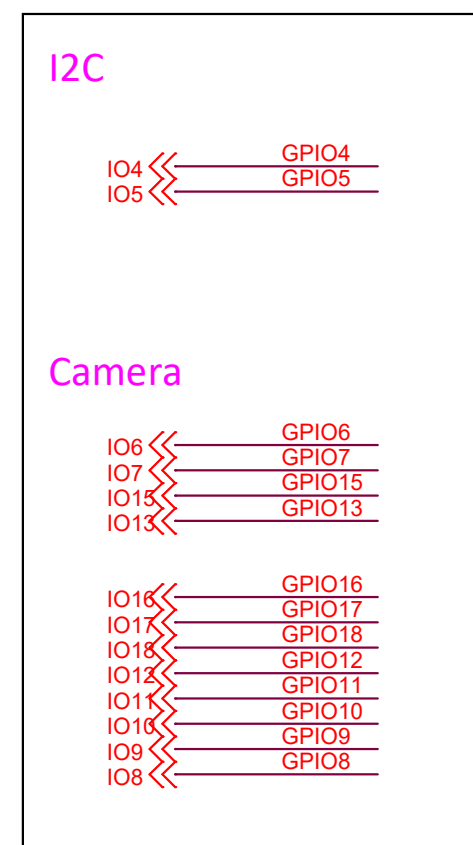 I2C
IO4 GPIO4
IO5 GPIO5
Camera
IO6 GPIO6
IO7 GPIO7
IO15 GPIO15
IO13 GPIO13
IO16 GPIO16
IO17 GPIO17
IO18 GPIO18
IO12 GPIO12
IO11 GPIO11
IO10 GPIO10
IO9 GPIO9
IO8 GPIO8